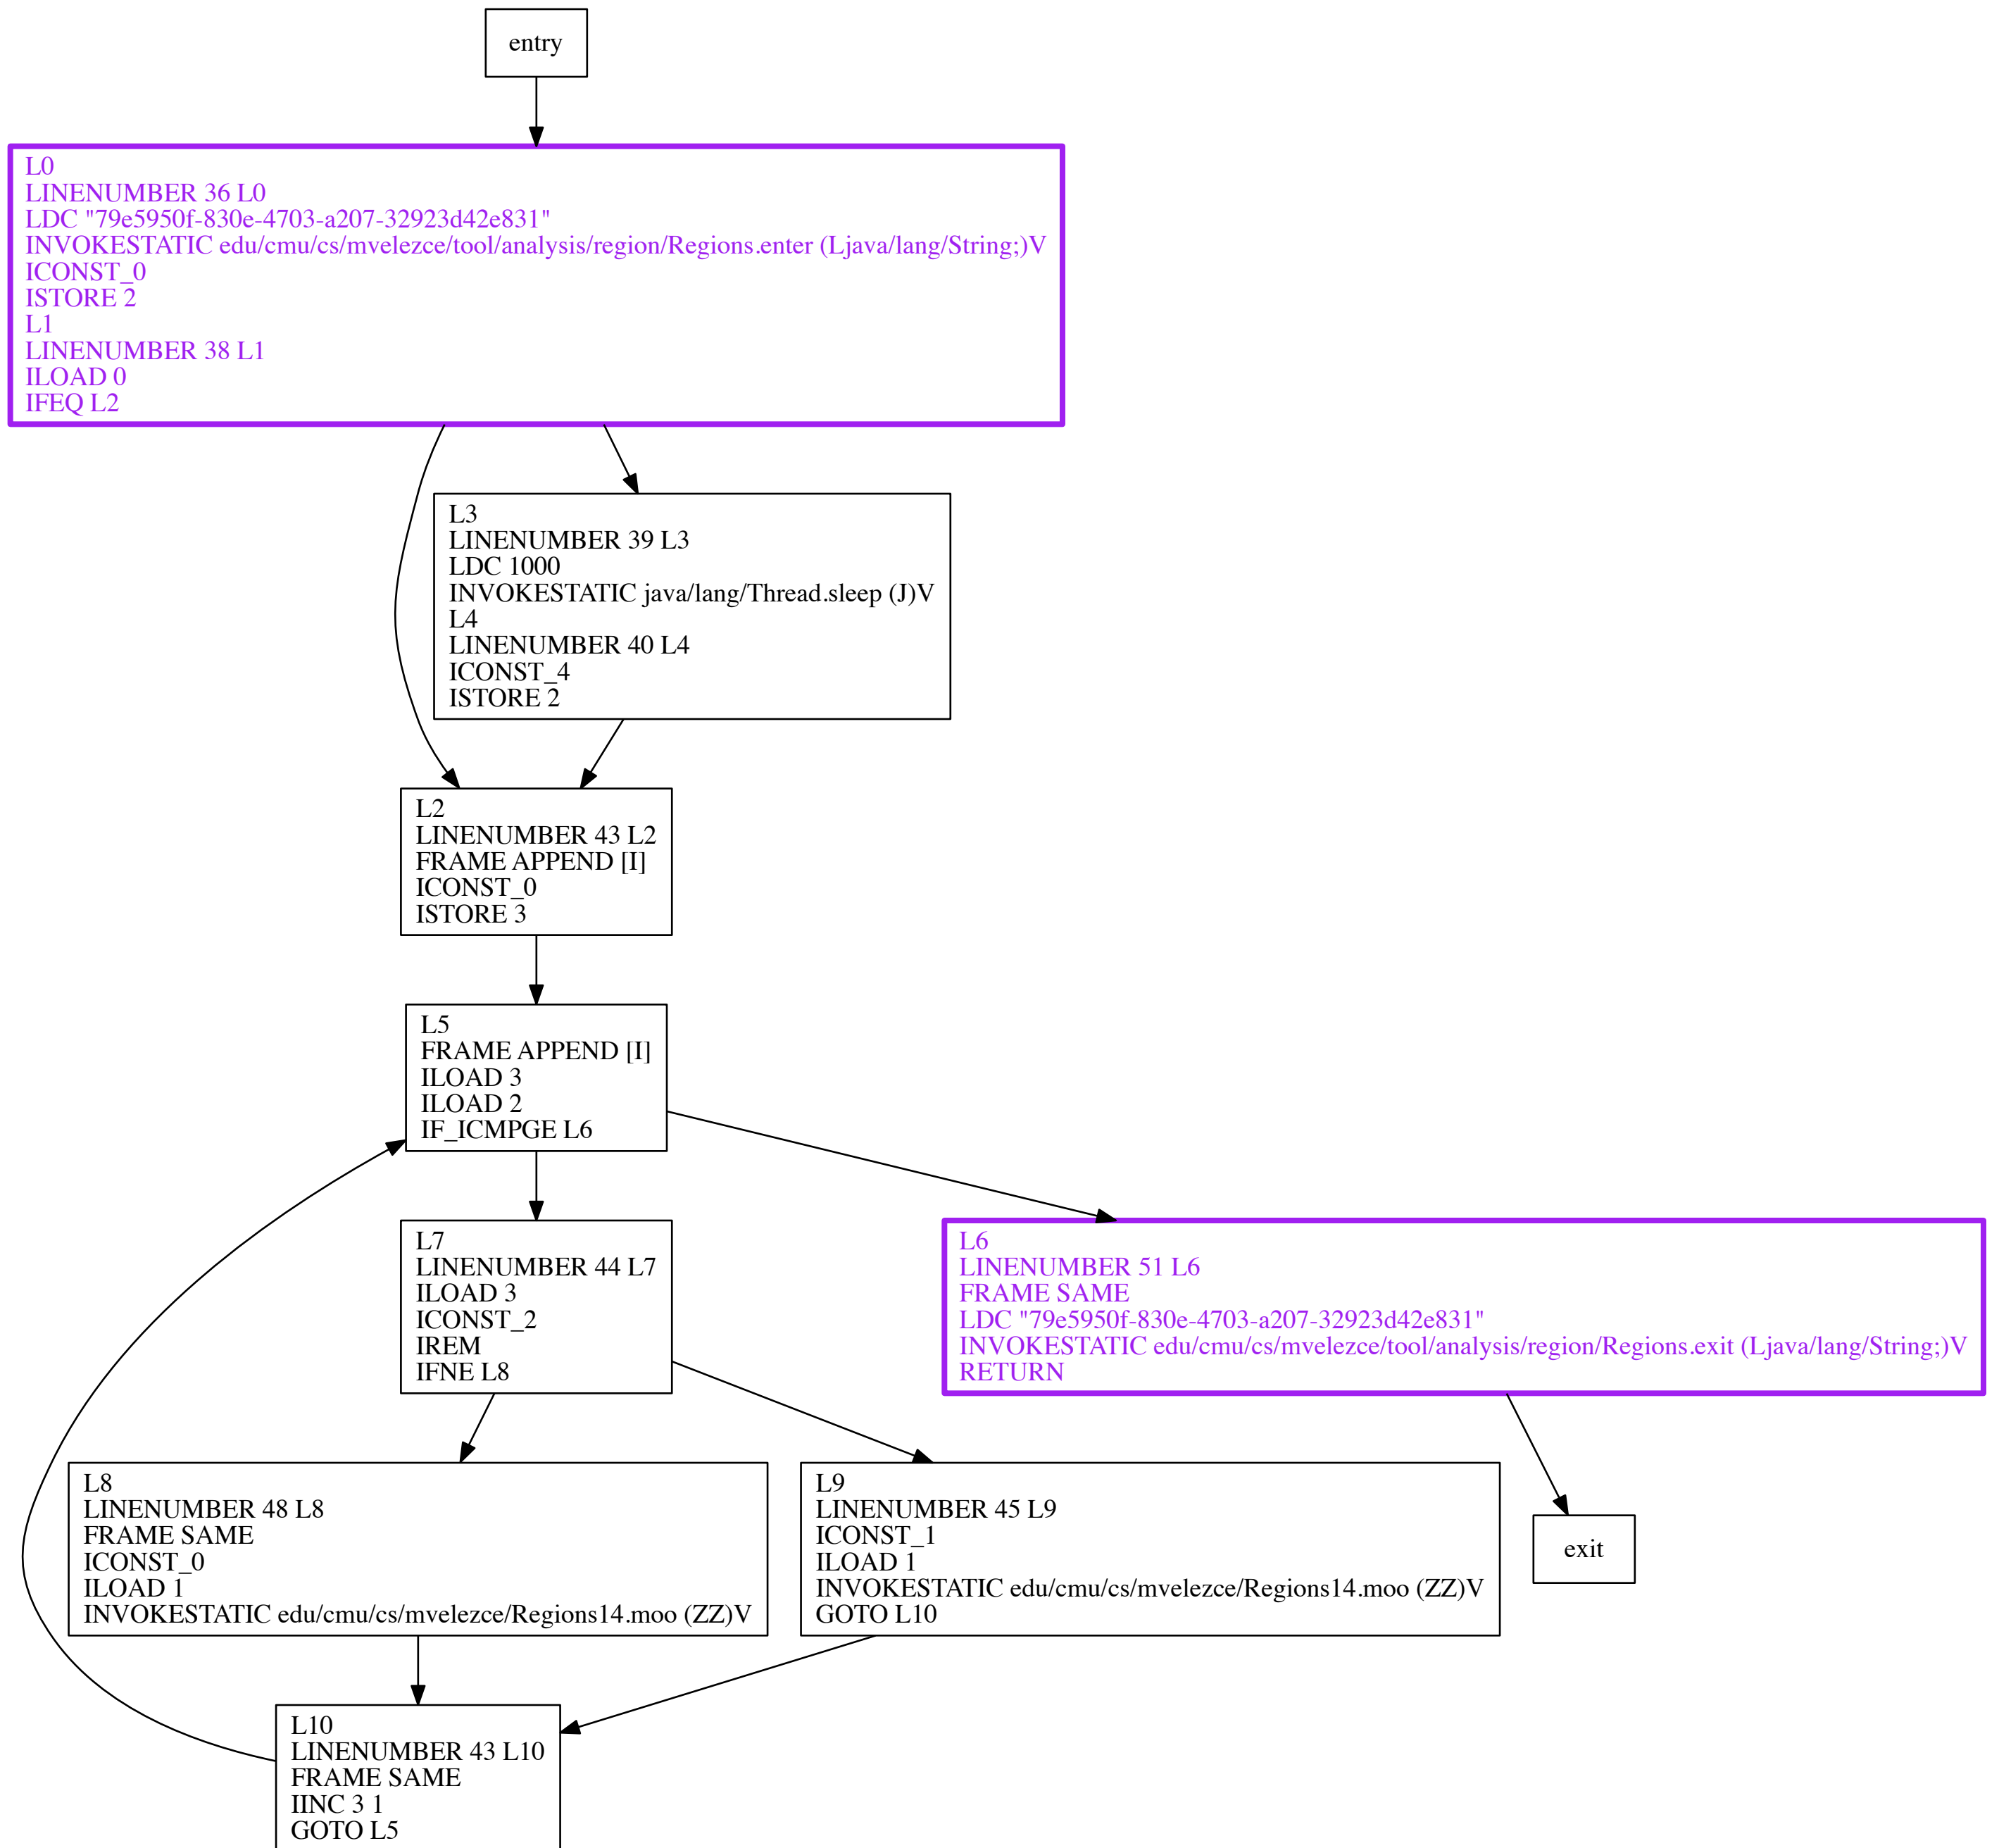 entry
L0
LINENUMBER 36 L0
LDC "79e5950f-830e-4703-a207-32923d42e831"
INVOKESTATIC edu/cmu/cs/mvelezce/tool/analysis/region/Regions.enter (Ljava/lang/String;)V
ICONST_0
ISTORE 2
L1
LINENUMBER 38 L1
ILOAD 0
IFEQ L2
L3
LINENUMBER 39 L3
LDC 1000
INVOKESTATIC java/lang/Thread.sleep (J)V
L4
LINENUMBER 40 L4
ICONST_4
ISTORE 2
L2
LINENUMBER 43 L2
FRAME APPEND [I]
ICONST_0
ISTORE 3
L5
FRAME APPEND [I]
ILOAD 3
ILOAD 2
IF_ICMPGE L6
L7
LINENUMBER 44 L7
ILOAD 3
ICONST_2
IREM
IFNE L8
L6
LINENUMBER 51 L6
FRAME SAME
LDC "79e5950f-830e-4703-a207-32923d42e831"
INVOKESTATIC edu/cmu/cs/mvelezce/tool/analysis/region/Regions.exit (Ljava/lang/String;)V
RETURN
L8
LINENUMBER 48 L8
FRAME SAME
ICONST_0
ILOAD 1
INVOKESTATIC edu/cmu/cs/mvelezce/Regions14.moo (ZZ)V
L9
LINENUMBER 45 L9
ICONST_1
ILOAD 1
INVOKESTATIC edu/cmu/cs/mvelezce/Regions14.moo (ZZ)V
GOTO L10
exit
L10
LINENUMBER 43 L10
FRAME SAME
IINC 3 1
GOTO L5